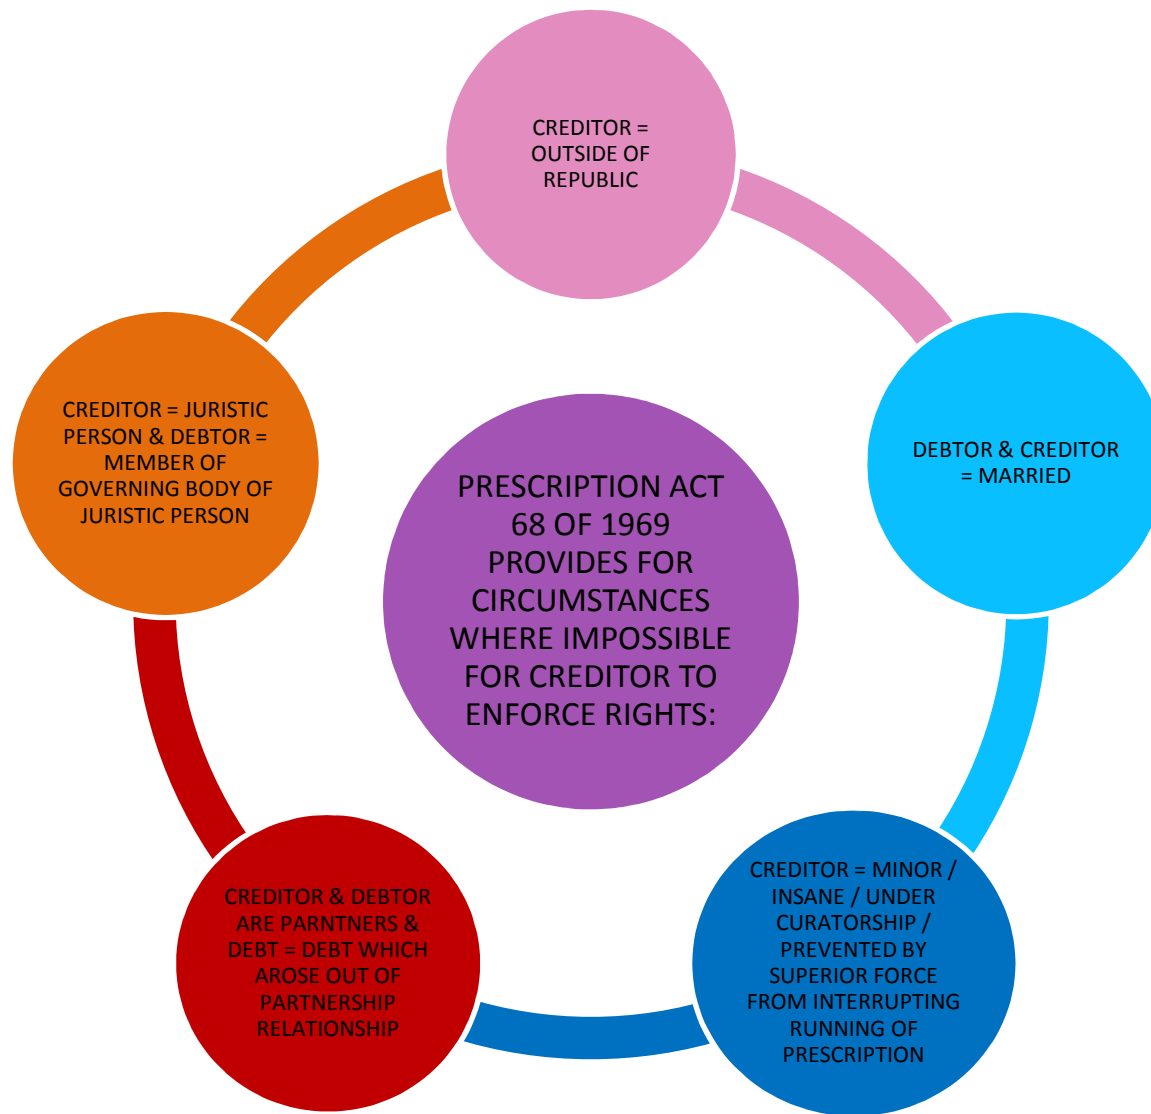 CREDITOR =
OUTSIDE OF
REPUBLIC
DEBTOR & CREDITOR
= MARRIED
CREDITOR = MINOR /
INSANE / UNDER
CURATORSHIP /
PREVENTED BY
SUPERIOR FORCE
FROM INTERRUPTING
RUNNING OF
PRESCRIPTION
CREDITOR & DEBTOR
ARE PARNTNERS &
DEBT = DEBT WHICH
AROSE OUT OF
PARTNERSHIP
RELATIONSHIP
CREDITOR = JURISTIC
PERSON & DEBTOR =
MEMBER OF
GOVERNING BODY OF
JURISTIC PERSON
PRESCRIPTION ACT
68 OF 1969
PROVIDES FOR
CIRCUMSTANCES
WHERE IMPOSSIBLE
FOR CREDITOR TO
ENFORCE RIGHTS: